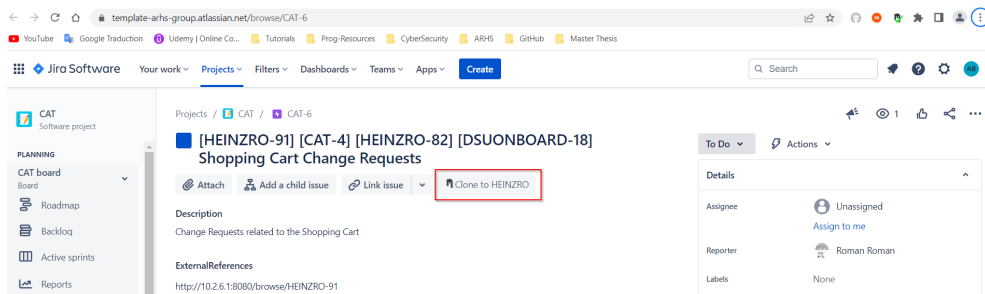 template-arhs-group.atlassian.net/browse/CAT-6
YouTube Google Traduction Udemy | Online Co... Tutorials Prog-Resources CyberSecurity ARHS GitHub Master Thesis
Jira Software Your work Projects Filters Dashboards Teams Apps Create Search AB
CAT
Software project
PLANNING
CAT board
Board
Roadmap
Backlog
Active sprints
Reports
Projects / CAT / CAT-6
1
[HEINZRO-91] [CAT-4] [HEINZRO-82] [DSUONBOARD-18]
Shopping Cart Change Requests
Attach Add a child issue Link issue Clone to HEINZRO
Description
Change Requests related to the Shopping Cart
ExternalReferences
http://10.2.6.1:8080/browse/HEINZRO-91
To Do Actions
Details
Assignee Unassigned
Assign to me
Reporter Roman Roman
Labels None